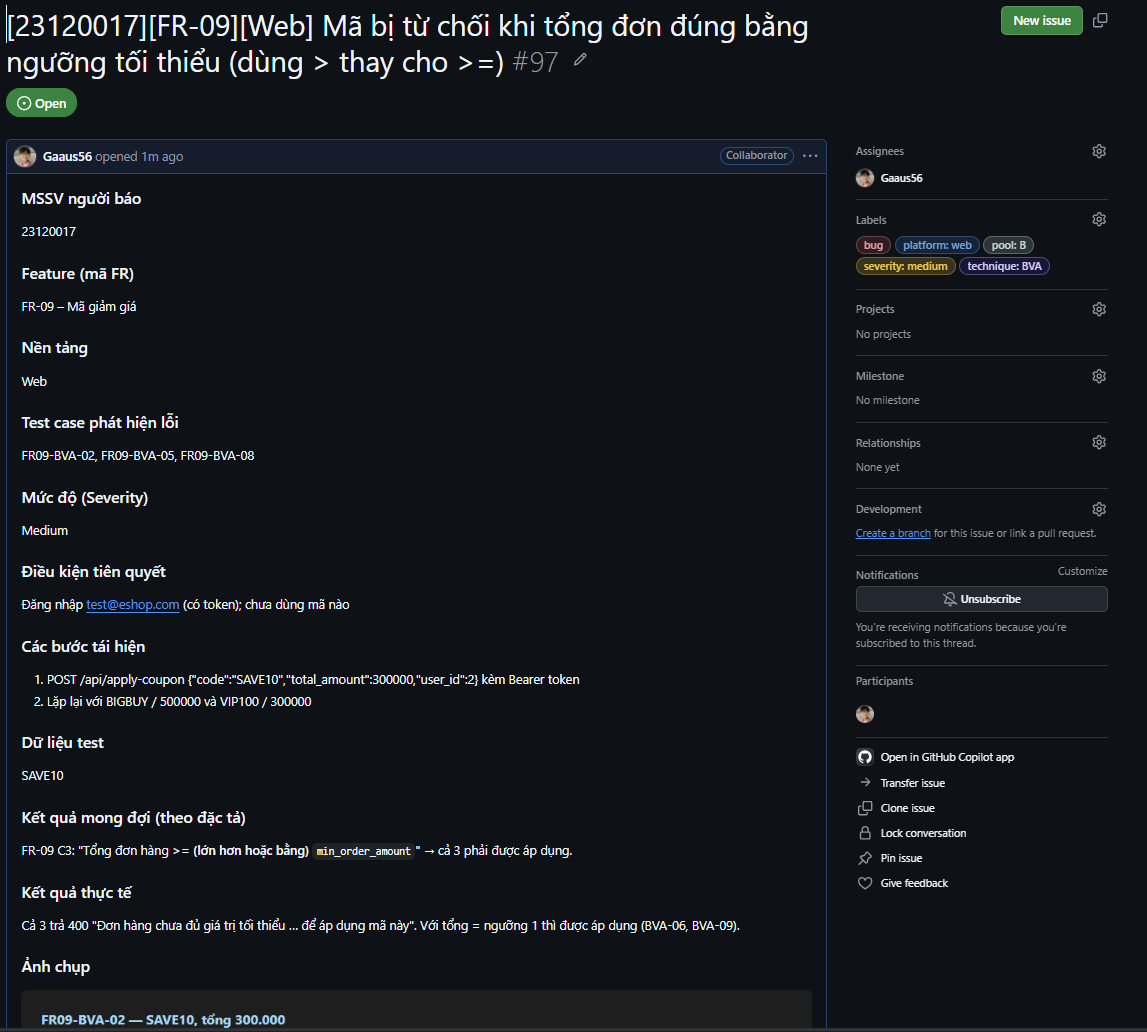 [23120017][FR-09][Web] Mã bị từ chối khi tổng đơn đúng bằng
ngưỡng tối thiểu (dùng > thay cho >=) #97
New issue
Open
Gaaus56 opened 1m ago
Collaborator
MSSV người báo
23120017
Feature (mã FR)
FR-09 – Mã giảm giá
Nền tảng
Web
Test case phát hiện lỗi
FR09-BVA-02, FR09-BVA-05, FR09-BVA-08
Mức độ (Severity)
Medium
Điều kiện tiên quyết
Đăng nhập test@eshop.com (có token); chưa dùng mã nào
Các bước tái hiện
1. POST /api/apply-coupon {"code":"SAVE10","total_amount":300000,"user_id":2} kèm Bearer token
2. Lặp lại với BIGBUY / 500000 và VIP100 / 300000
Dữ liệu test
SAVE10
Kết quả mong đợi (theo đặc tả)
FR-09 C3: "Tổng đơn hàng >= (lớn hơn hoặc bằng) min_order_amount" → cả 3 phải được áp dụng.
Kết quả thực tế
Cả 3 trả 400 "Đơn hàng chưa đủ giá trị tối thiểu ... để áp dụng mã này". Với tổng = ngưỡng 1 thì được áp dụng (BVA-06, BVA-09).
Ảnh chụp
FR09-BVA-02 — SAVE10, tổng 300.000
Assignees
Gaaus56
Labels
bug platform: web pool: B
severity: medium technique: BVA
Projects
No projects
Milestone
No milestone
Relationships
None yet
Development
Create a branch for this issue or link a pull request.
Notifications
Customize
Unsubscribe
You're receiving notifications because you're
subscribed to this thread.
Participants
Open in GitHub Copilot app
Transfer issue
Clone issue
Lock conversation
Pin issue
Give feedback